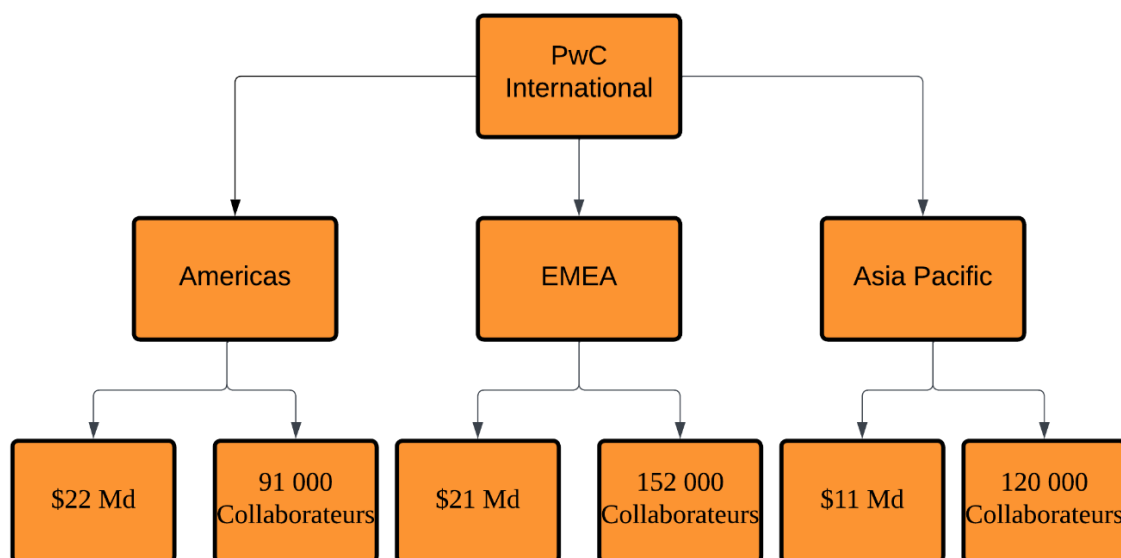 PwC
International
Americas
EMEA
Asia Pacific
$22 Md
91 000
Collaborateurs
$21 Md
152 000
Collaborateurs
$11 Md
120 000
Collaborateurs